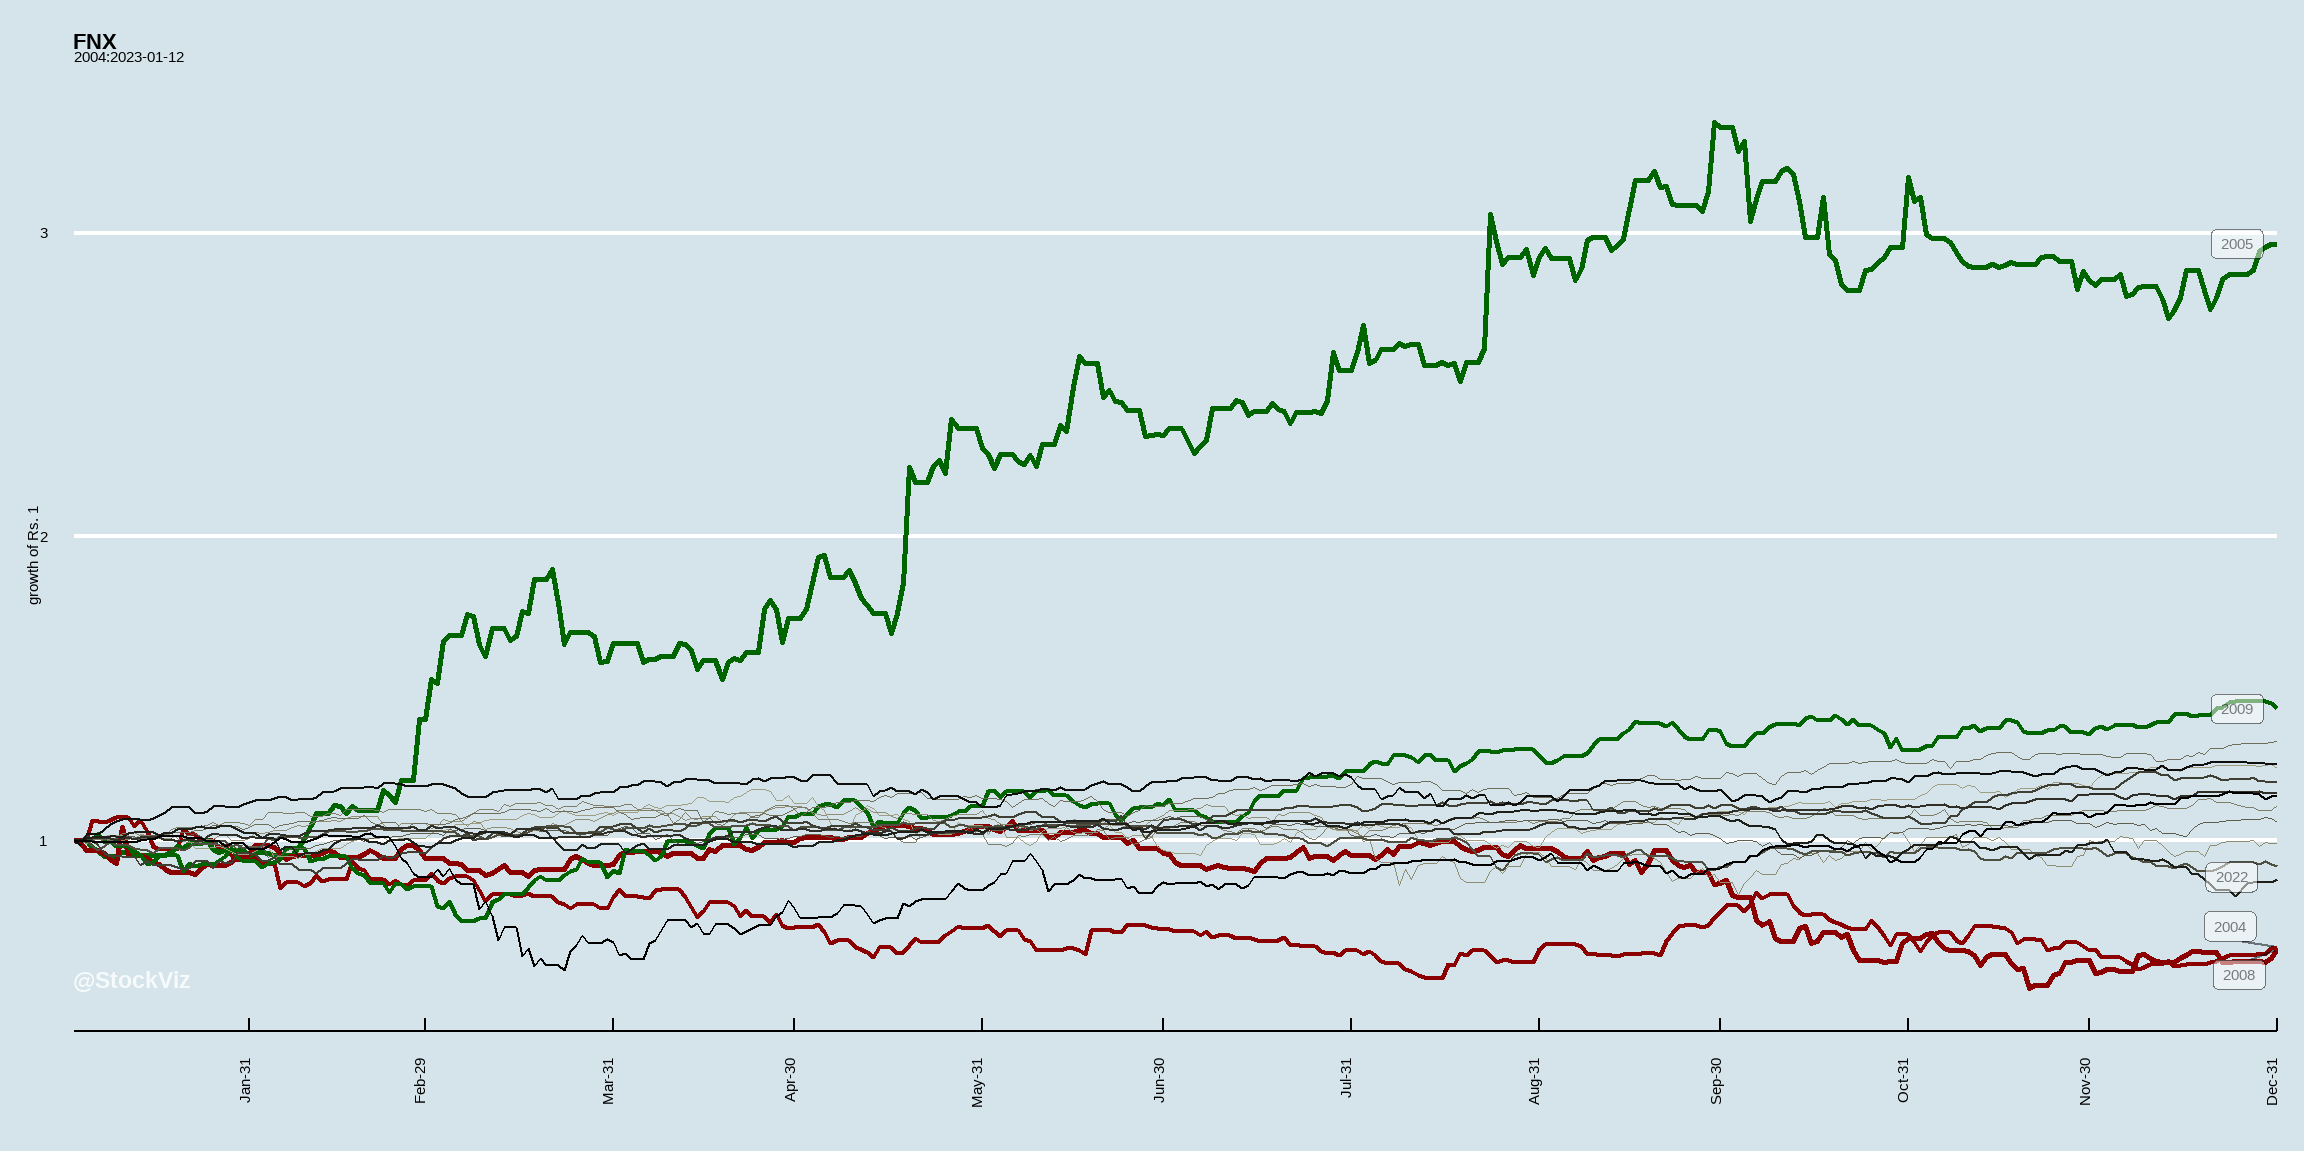 FNX
2004:2023-01-12
3
2
1
growth of Rs. 1
2005
2009
2022
2004
2008
@StockViz
Jan-31
Feb-29
Mar-31
Apr-30
May-31
Jun-30
Jul-31
Aug-31
Sep-30
Oct-31
Nov-30
Dec-31